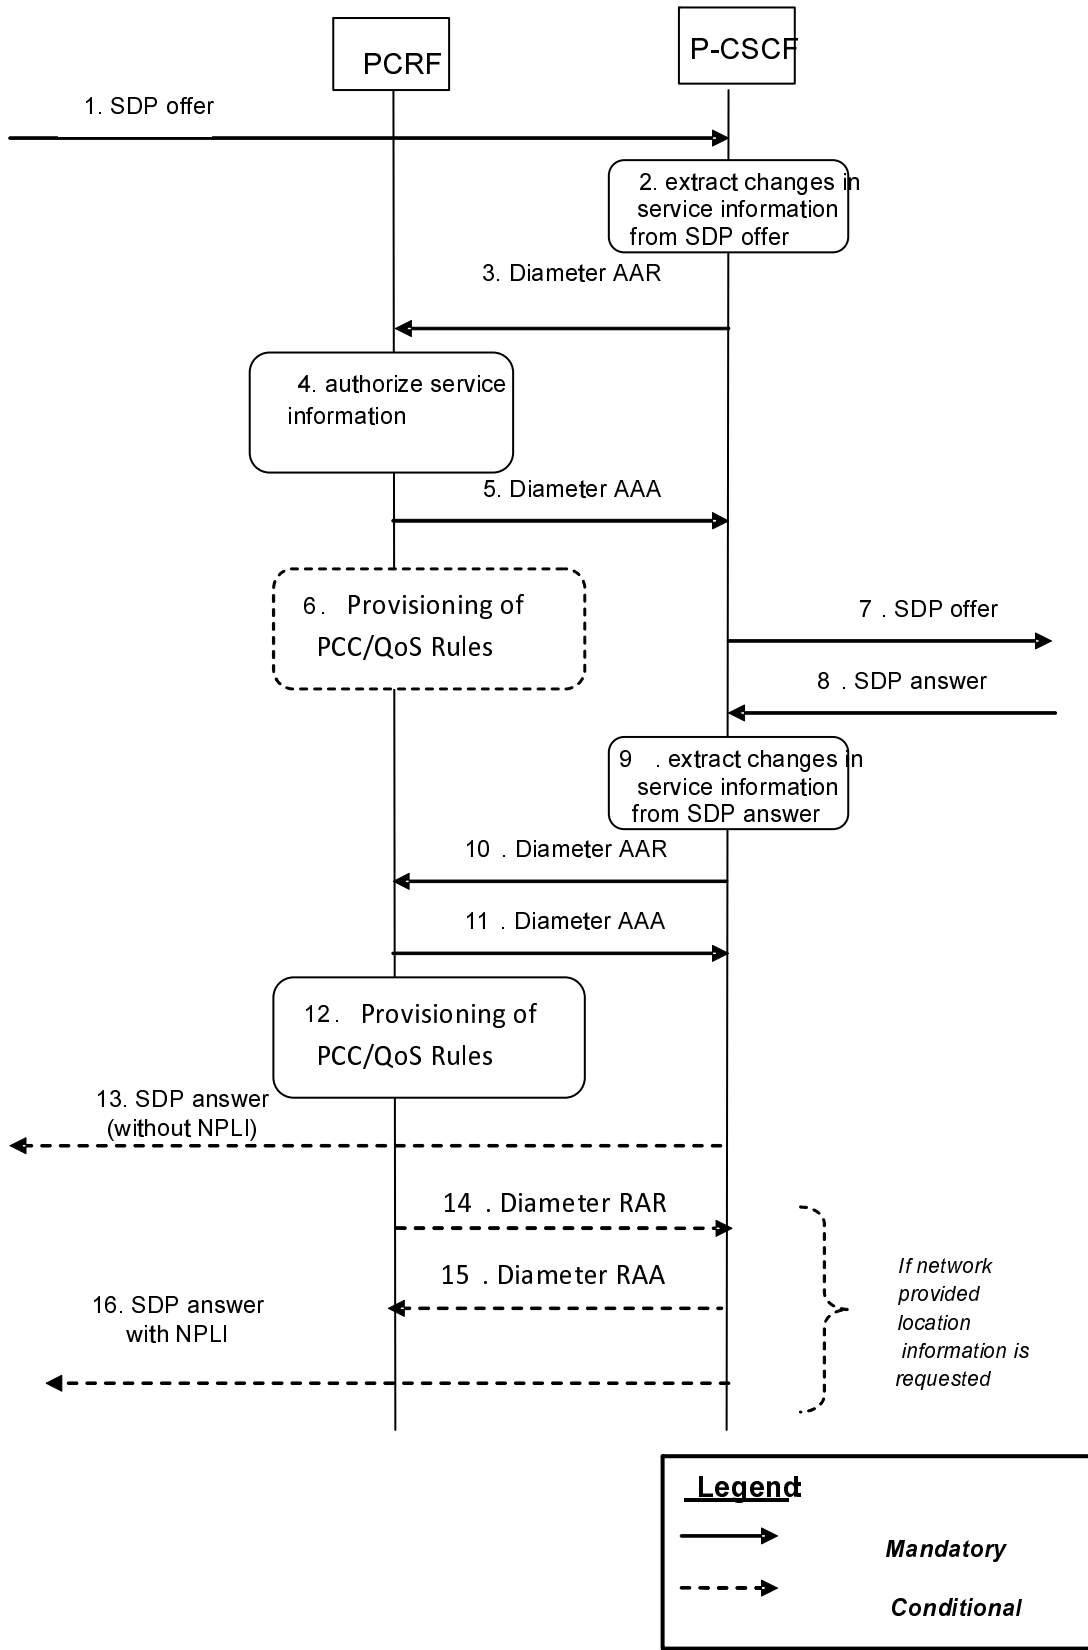 PCRF
P-CSCF
1. SDP offer
2. extract changes in
service information
from SDP offer
3. Diameter AAR
4. authorize service
information
5. Diameter AAA
6. Provisioning of
PCC/QoS Rules
7 . SDP offer
8 . SDP answer
9 . extract changes in
service information
from SDP answer
10 . Diameter AAR
11 . Diameter AAA
12. Provisioning of
PCC/QoS Rules
13. SDP answer
(without NPLI)
14 . Diameter RAR
15 . Diameter RAA
16. SDP answer
with NPLI
If network
provided
location
information is
requested
Legend:
Mandatory
Conditional